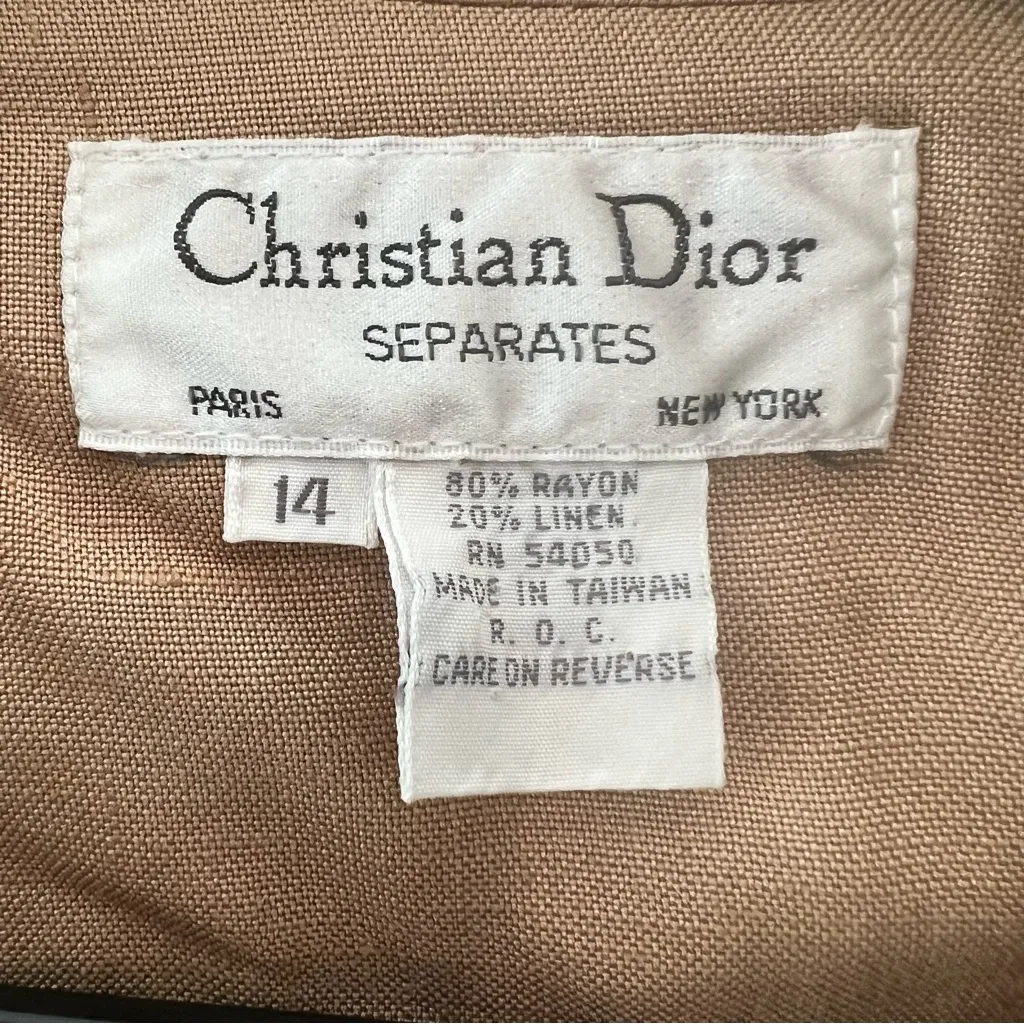 Christian Dior
SEPARATES
PARIS NEW YORK
14
80% RAYON
20% LINEN.
RN 54050
MADE IN TAIWAN
R. O. C.
CARE ON REVERSE